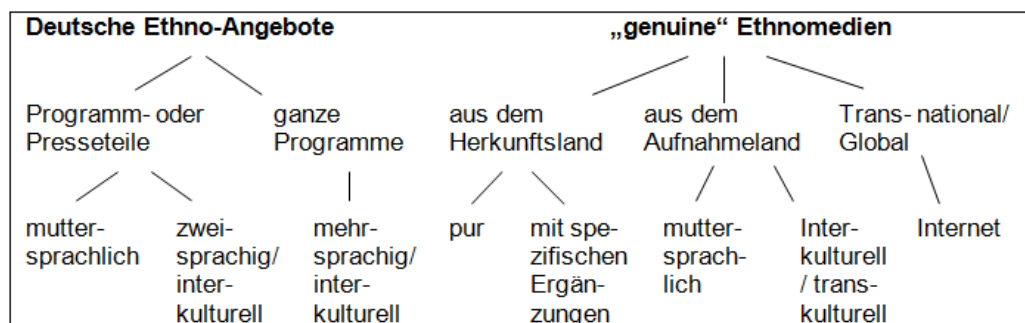 Deutsche Ethno-Angebote
„genuine“ Ethnomedien
Programm- oder
Presseteile
ganze
Programme
aus dem
Herkunftsland
aus dem
Aufnahmeland
Trans- national/
Global
mutter-
sprachlich
zwei-
sprachig/
inter-
kulturell
mehr-
sprachig/
inter-
kulturell
pur
mit spe-
zifischen
Ergän-
zungen
mutter-
sprach-
lich
Inter-
kulturell
/ trans-
kulturell
Internet